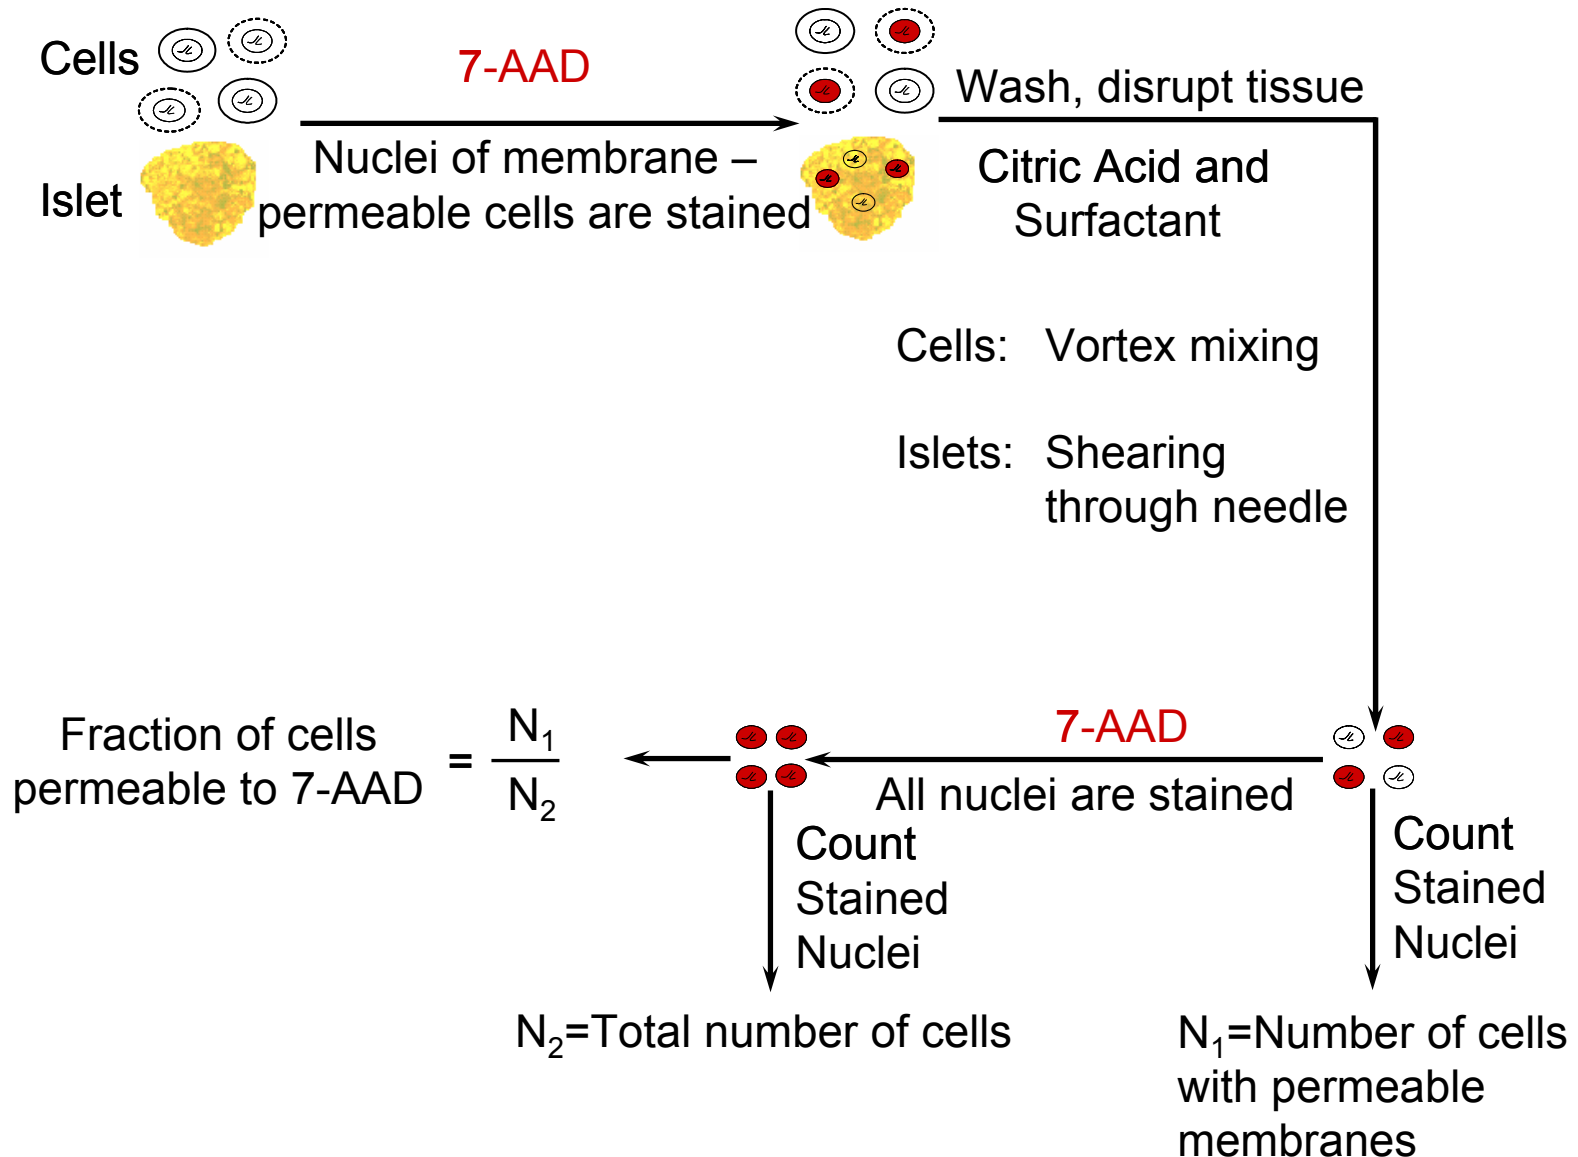 Cells
Islet
7-AAD
Nuclei of membrane –
permeable cells are stained
Wash, disrupt tissue
Citric Acid and
Surfactant
Cells: Vortex mixing
Islets: Shearing
through needle
7-AAD
All nuclei are stained
Count
Stained
Nuclei
N₁=Number of cells
with permeable
membranes
Count
Stained
Nuclei
N₂=Total number of cells
Fraction of cells
permeable to 7-AAD
=
N₁
N₂